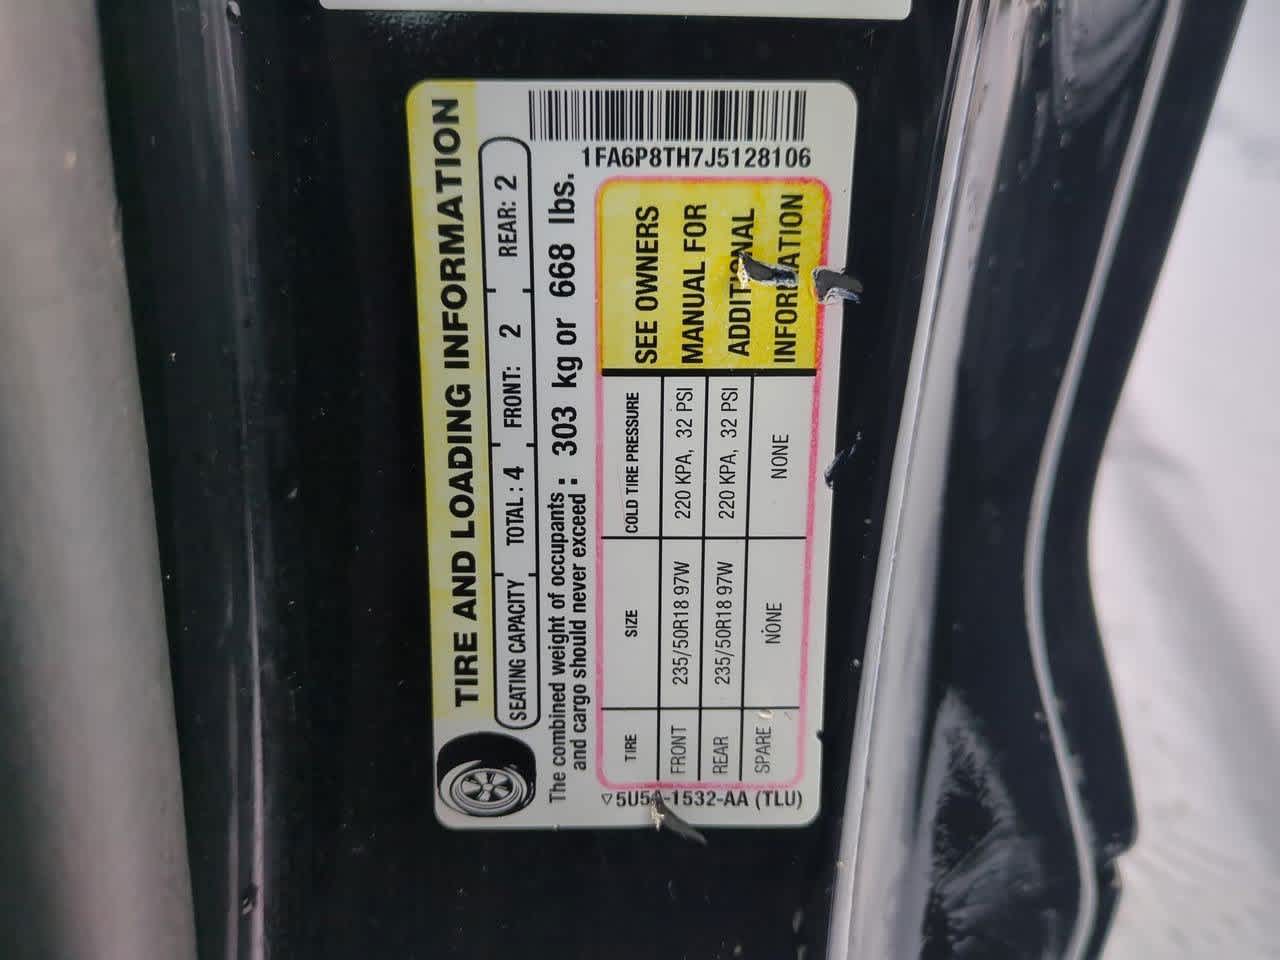 TIRE AND LOADING INFORMATION
SEATING CAPACITY TOTAL : 4 FRONT: 2 REAR: 2
The combined weight of occupants and cargo should never exceed : 303 kg or 668 lbs.
TIRE SIZE COLD TIRE PRESSURE
FRONT 235/50R18 97W 220 KPA, 32 PSI
REAR 235/50R18 97W 220 KPA, 32 PSI
SPARE NONE NONE
SEE OWNERS
MANUAL FOR
ADDITIONAL
INFORMATION
1FA6P8TH7J5128106
-1532-AA (TLU)